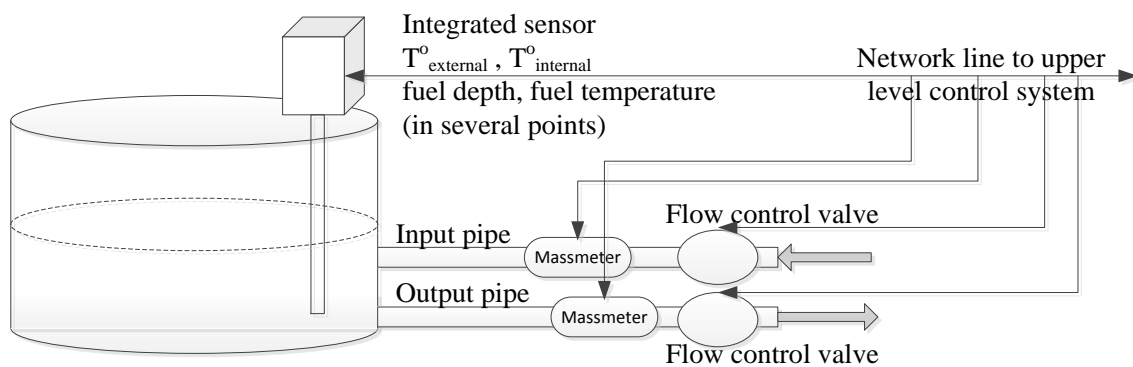 Integrated sensor
T°external , T°internal
fuel depth, fuel temperature
(in several points)
Network line to upper
level control system
Flow control valve
Input pipe
Massmeter
Output pipe
Massmeter
Flow control valve